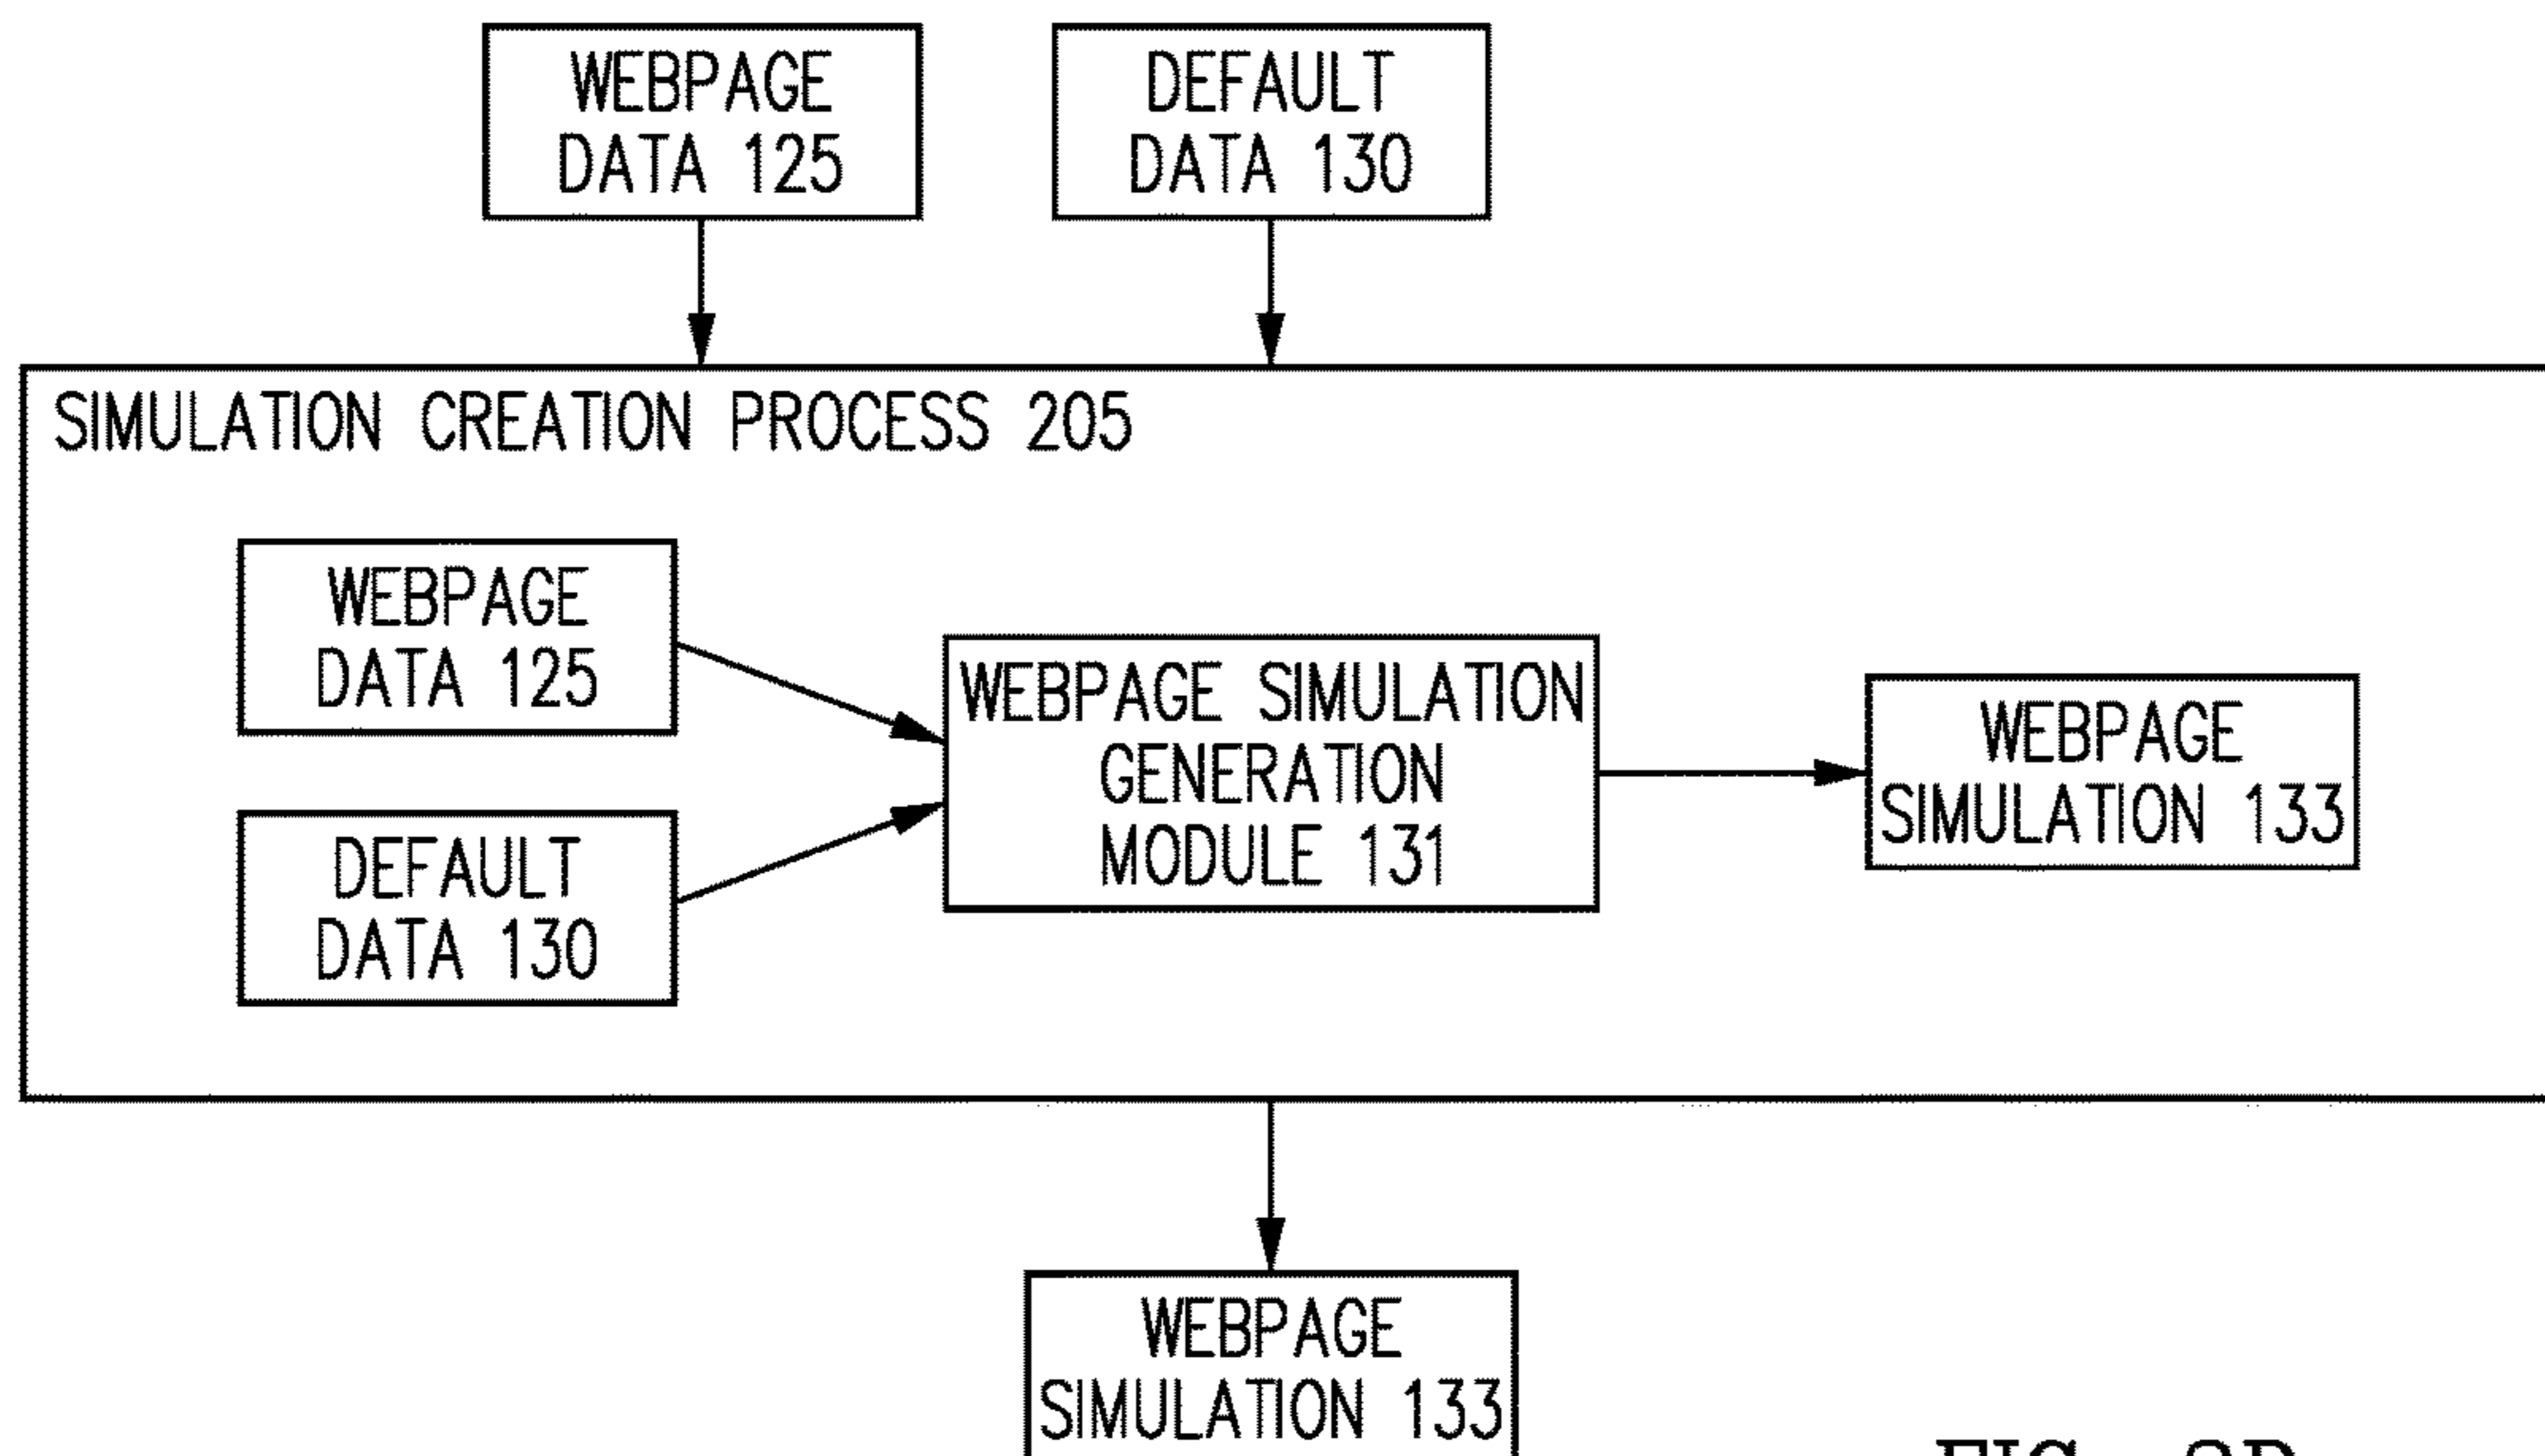 WEBPAGE
DATA 125
DEFAULT
DATA 130
SIMULATION CREATION PROCESS 205
WEBPAGE
DATA 125
DEFAULT
DATA 130
WEBPAGE SIMULATION
GENERATION
MODULE 131
WEBPAGE
SIMULATION 133
WEBPAGE
SIMULATION 133